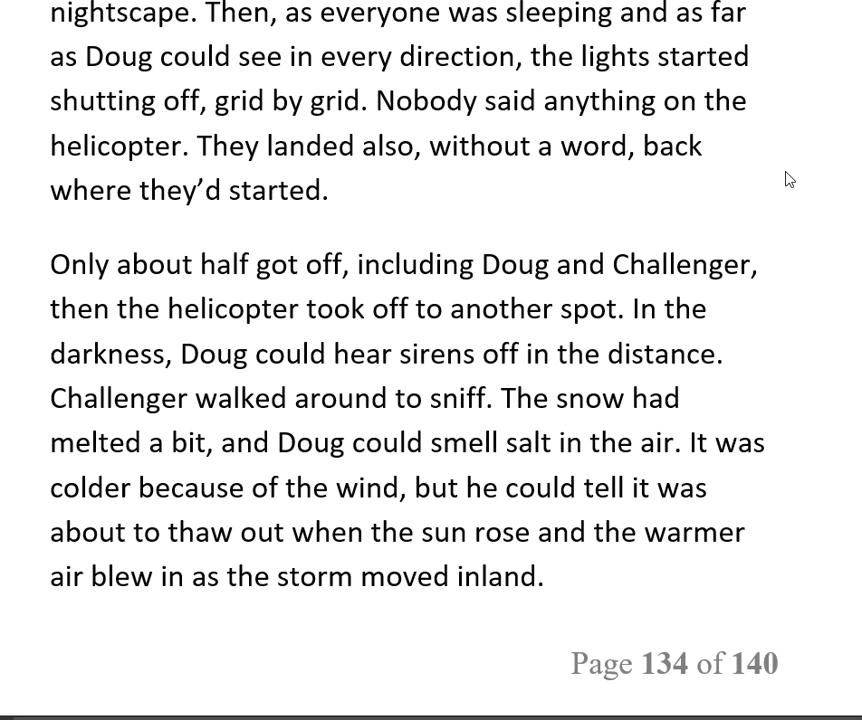 nightscape. Then, as everyone was sleeping and as far
as Doug could see in every direction, the lights started
shutting off, grid by grid. Nobody said anything on the
helicopter. They landed also, without a word, back
where they’d started.
Only about half got off, including Doug and Challenger,
then the helicopter took off to another spot. In the
darkness, Doug could hear sirens off in the distance.
Challenger walked around to sniff. The snow had
melted a bit, and Doug could smell salt in the air. It was
colder because of the wind, but he could tell it was
about to thaw out when the sun rose and the warmer
air blew in as the storm moved inland.
Page 134 of 140